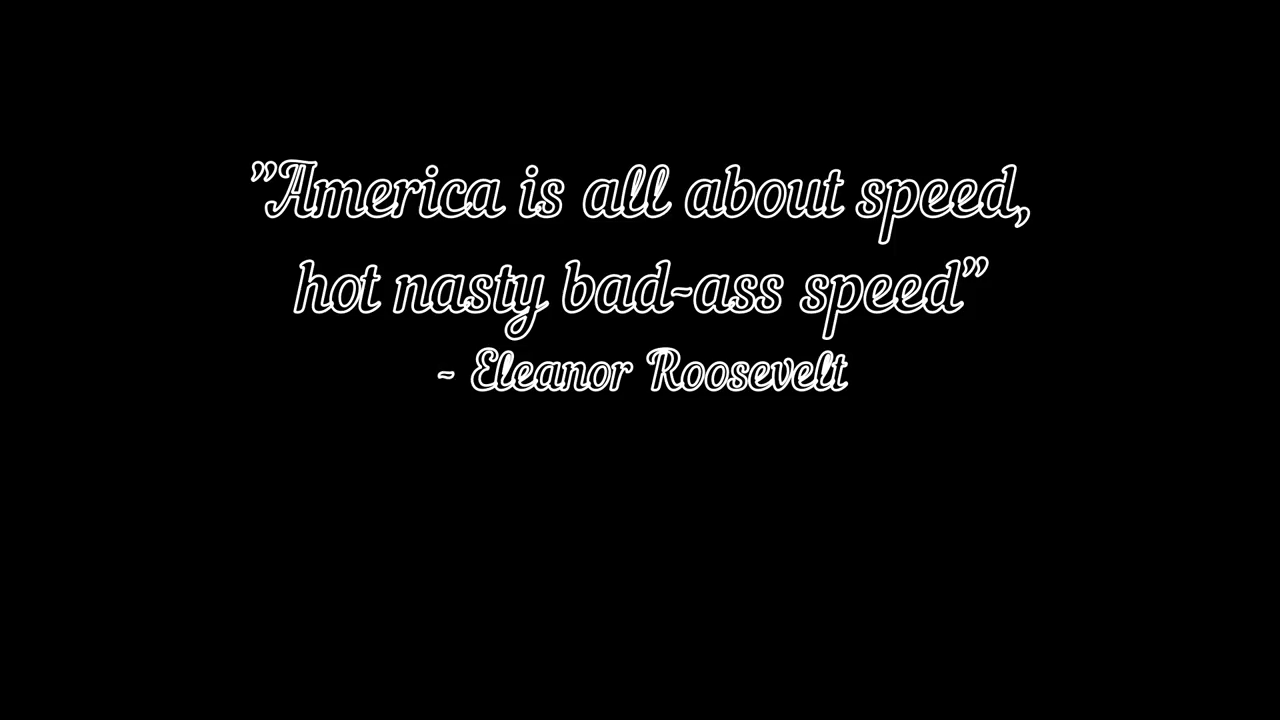 ”America is all about speed,
hot nasty bad-ass speed”
- Eleanor Roosevelt